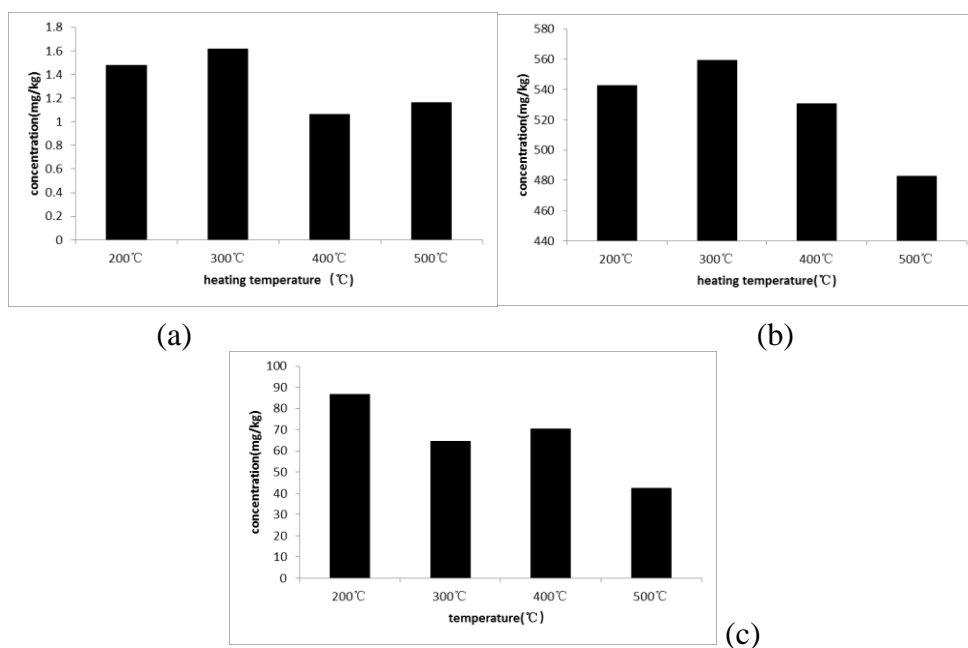 1.8
1.6
1.4
1.2
1
0.8
0.6
0.4
0.2
0
concentration(mg/kg)
200℃ 300℃ 400℃ 500℃
heating temperature (℃)
(a)
580
560
540
520
500
480
460
440
concentration(mg/kg)
200℃ 300℃ 400℃ 500℃
heating temperature(℃)
(b)
100
90
80
70
60
50
40
30
20
10
0
concentration(mg/kg)
200℃ 300℃ 400℃ 500℃
temperature(℃)
(c)